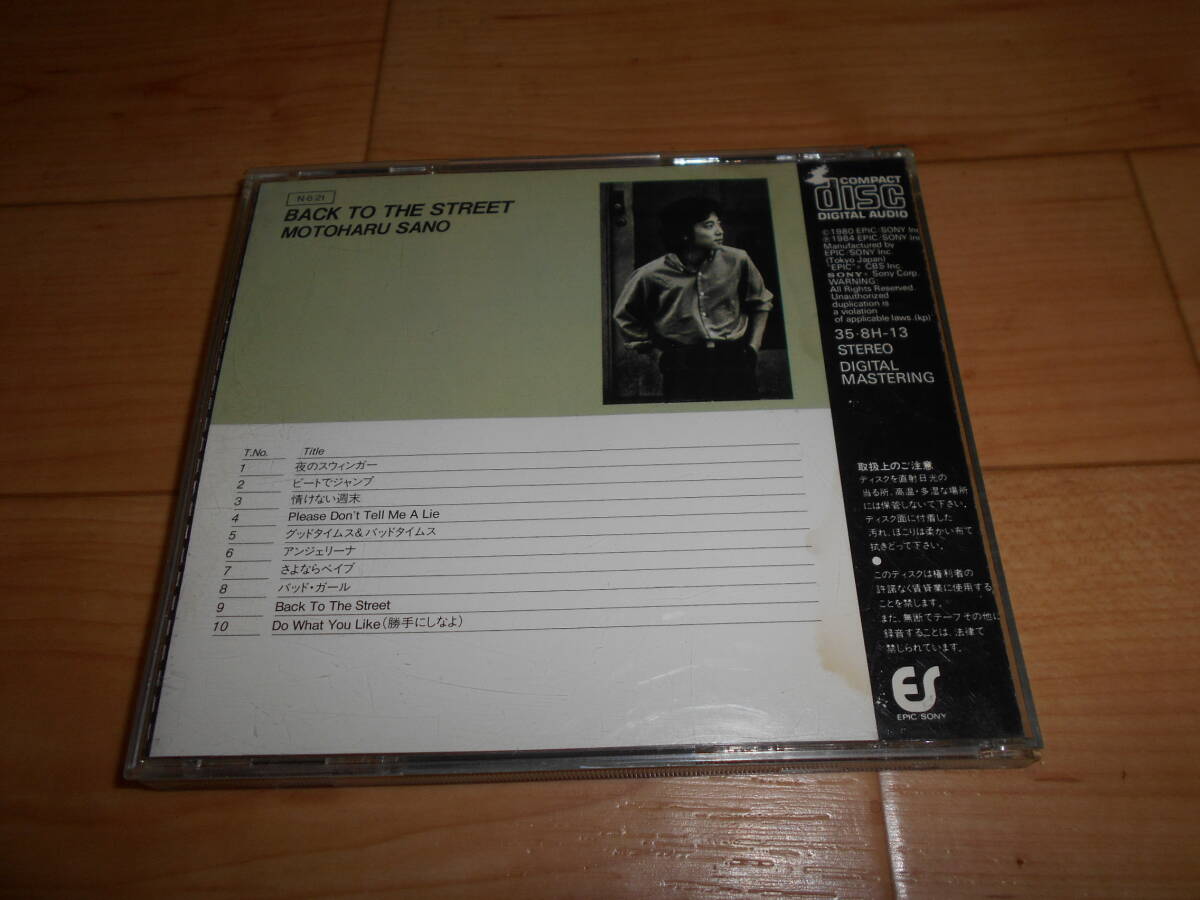 N·6·21
BACK TO THE STREET
MOTOHARU SANO
T.No. Title
1 夜のスウィンガー
2 ビートでジャンプ
3 情けない週末
4 Please Don't Tell Me A Lie
5 グッドタイムス&バッドタイムス
6 アンジェリーナ
7 さよならベイブ
8 バッド・ガール
9 Back To The Street
10 Do What You Like(勝手にしなよ)
COMPACT
disc
DIGITAL AUDIO
©1980 EPIC/SONY Inc
℗1984 EPIC/SONY Inc
Manufactured by
EPIC/SONY Inc.
(Tokyo Japan)
"EPIC", CBS Inc.
SONY, Sony Corp.
WARNING:
All Rights Reserved.
Unauthorized
duplication is
a violation
of applicable laws.(kp)
35·8H-13
STEREO
DIGITAL
MASTERING
取扱上のご注意
ディスクを直射日光の
当る所、高温・多湿な場所
には保管しないで下さい。
ディスク面に付着した
汚れ、ほこりは柔かい布で
拭きとって下さい。
●
このディスクは権利者の
許諾なく賃貸業に使用する
ことを禁じます。
また、無断でテープその他に
録音することは、法律で
禁じられています。
ES
EPIC/SONY